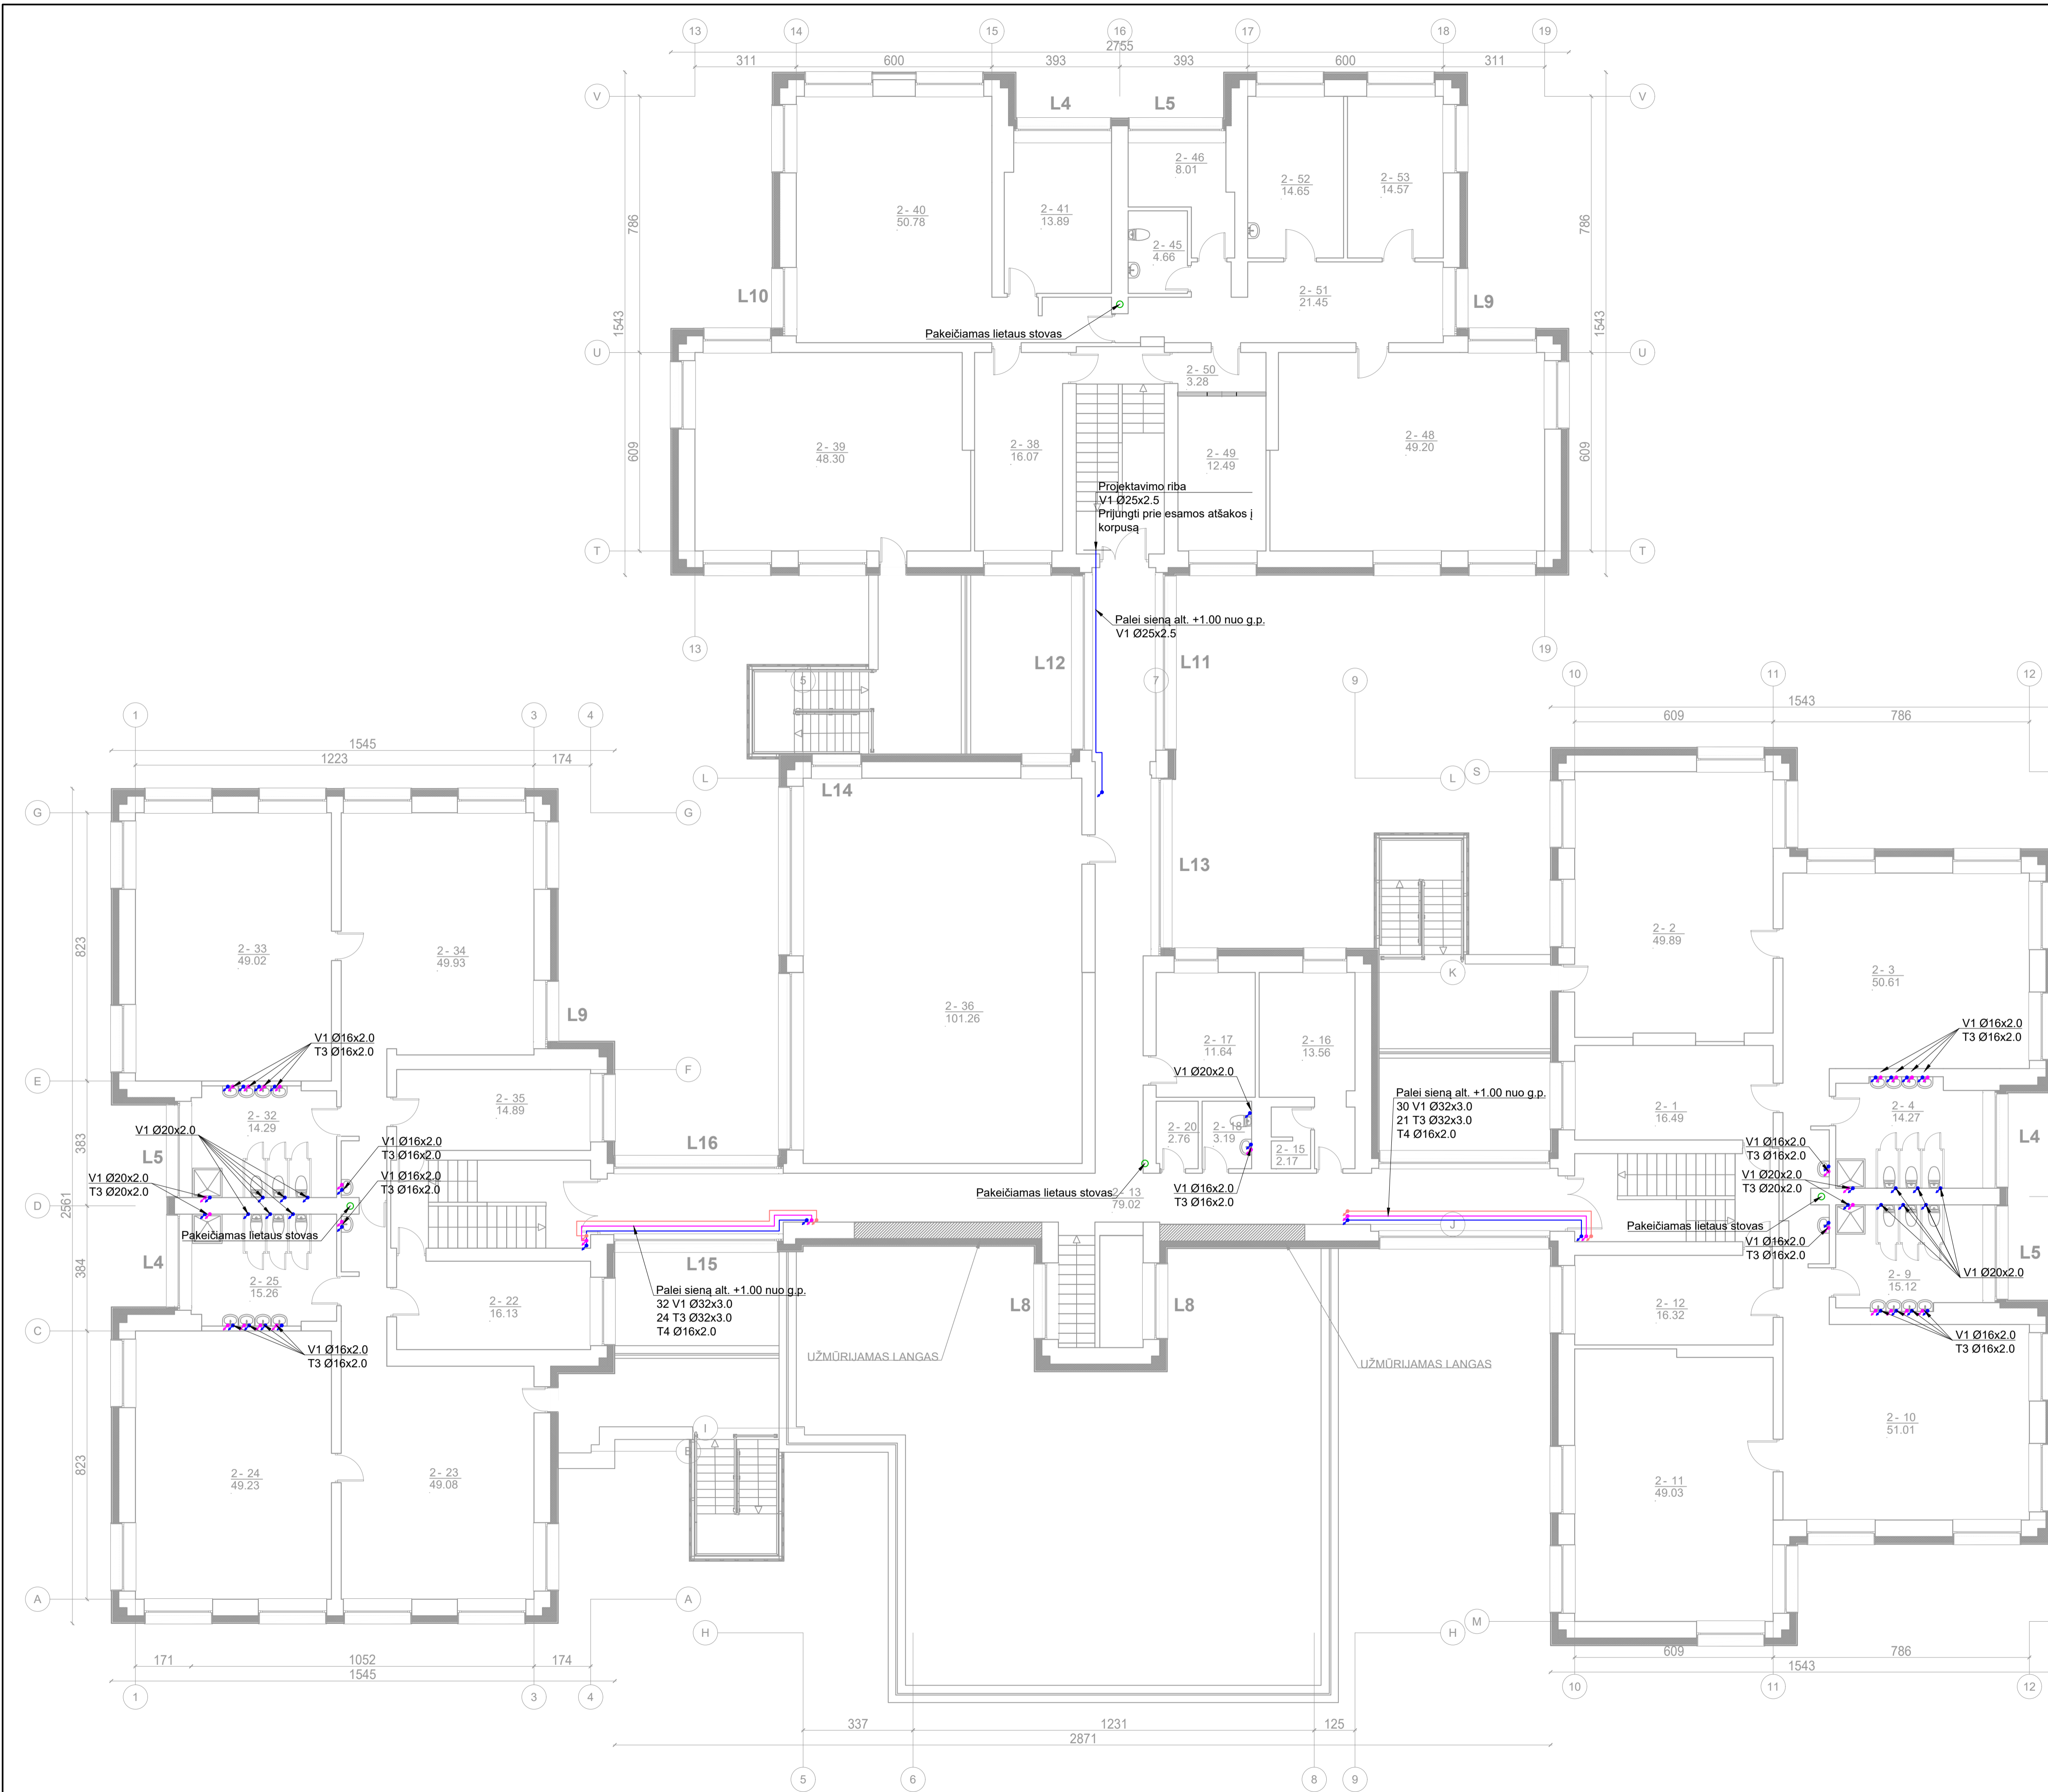 13
14
15
16
17
18
19
2755
311
600
393
393
600
311
V
V
L4
L5
2- 46
8.01
2- 52
14.65
2- 53
14.57
2- 40
50.78
2- 41
13.89
786
786
2- 45
4.66
L10
2- 51
21.45
L9
1543
1543
Pakeičiamas lietaus stovas
U
U
2- 50
3.28
2- 39
48.30
2- 38
16.07
2- 49
12.49
2- 48
49.20
609
609
Projektavimo riba
V1 Ø25x2.5
Prijungti prie esamos atšakos į
korpusą
T
T
Palei sieną alt. +1.00 nuo g.p.
V1 Ø25x2.5
13
19
L12
L11
5
7
9
10
11
12
1
3
4
1543
609
786
1545
1223
174
L
L
S
L14
G
G
L13
823
2- 33
49.02
2- 34
49.93
2- 36
101.26
2- 2
49.89
2- 3
50.61
K
L9
V1 Ø16x2.0
T3 Ø16x2.0
2- 17
11.64
2- 16
13.56
V1 Ø16x2.0
T3 Ø16x2.0
E
F
V1 Ø20x2.0
Palei sieną alt. +1.00 nuo g.p.
30 V1 Ø32x3.0
21 T3 Ø32x3.0
T4 Ø16x2.0
2- 35
14.89
2- 32
14.29
2- 1
16.49
2- 4
14.27
383
V1 Ø20x2.0
V1 Ø16x2.0
T3 Ø16x2.0
L16
2- 20
2.76
2- 18
3.19
2- 15
2.17
V1 Ø16x2.0
T3 Ø16x2.0
L4
L5
V1 Ø20x2.0
T3 Ø20x2.0
V1 Ø16x2.0
T3 Ø16x2.0
Pakeičiamas lietaus stovas
2- 13
79.02
V1 Ø16x2.0
T3 Ø16x2.0
V1 Ø20x2.0
T3 Ø20x2.0
D
2561
Pakeičiamas lietaus stovas
J
Pakeičiamas lietaus stovas
V1 Ø16x2.0
T3 Ø16x2.0
L5
L4
384
2- 25
15.26
L15
Palei sieną alt. +1.00 nuo g.p.
32 V1 Ø32x3.0
24 T3 Ø32x3.0
T4 Ø16x2.0
V1 Ø20x2.0
2- 9
15.12
2- 22
16.13
L8
L8
2- 12
16.32
C
V1 Ø16x2.0
T3 Ø16x2.0
UŽMŪRIJAMAS LANGAS
UŽMŪRIJAMAS LANGAS
V1 Ø16x2.0
T3 Ø16x2.0
823
I
B
2- 24
49.23
2- 23
49.08
2- 10
51.01
2- 11
49.03
A
A
H
H
M
171
1052
174
1545
609
786
1543
1
3
4
10
11
12
337
1231
125
2871
5
6
8
9